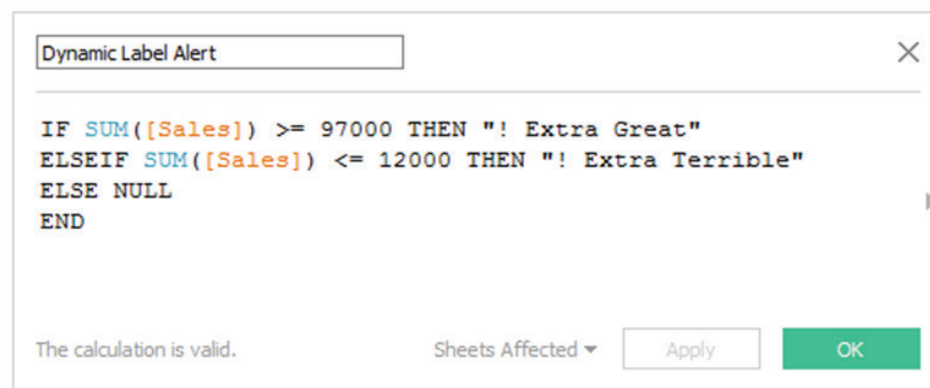 Dynamic Label Alert
IF SUM([Sales]) >= 97000 THEN "! Extra Great"
ELSEIF SUM([Sales]) <= 12000 THEN "! Extra Terrible"
ELSE NULL
END
The calculation is valid.
Sheets Affected
Apply
OK